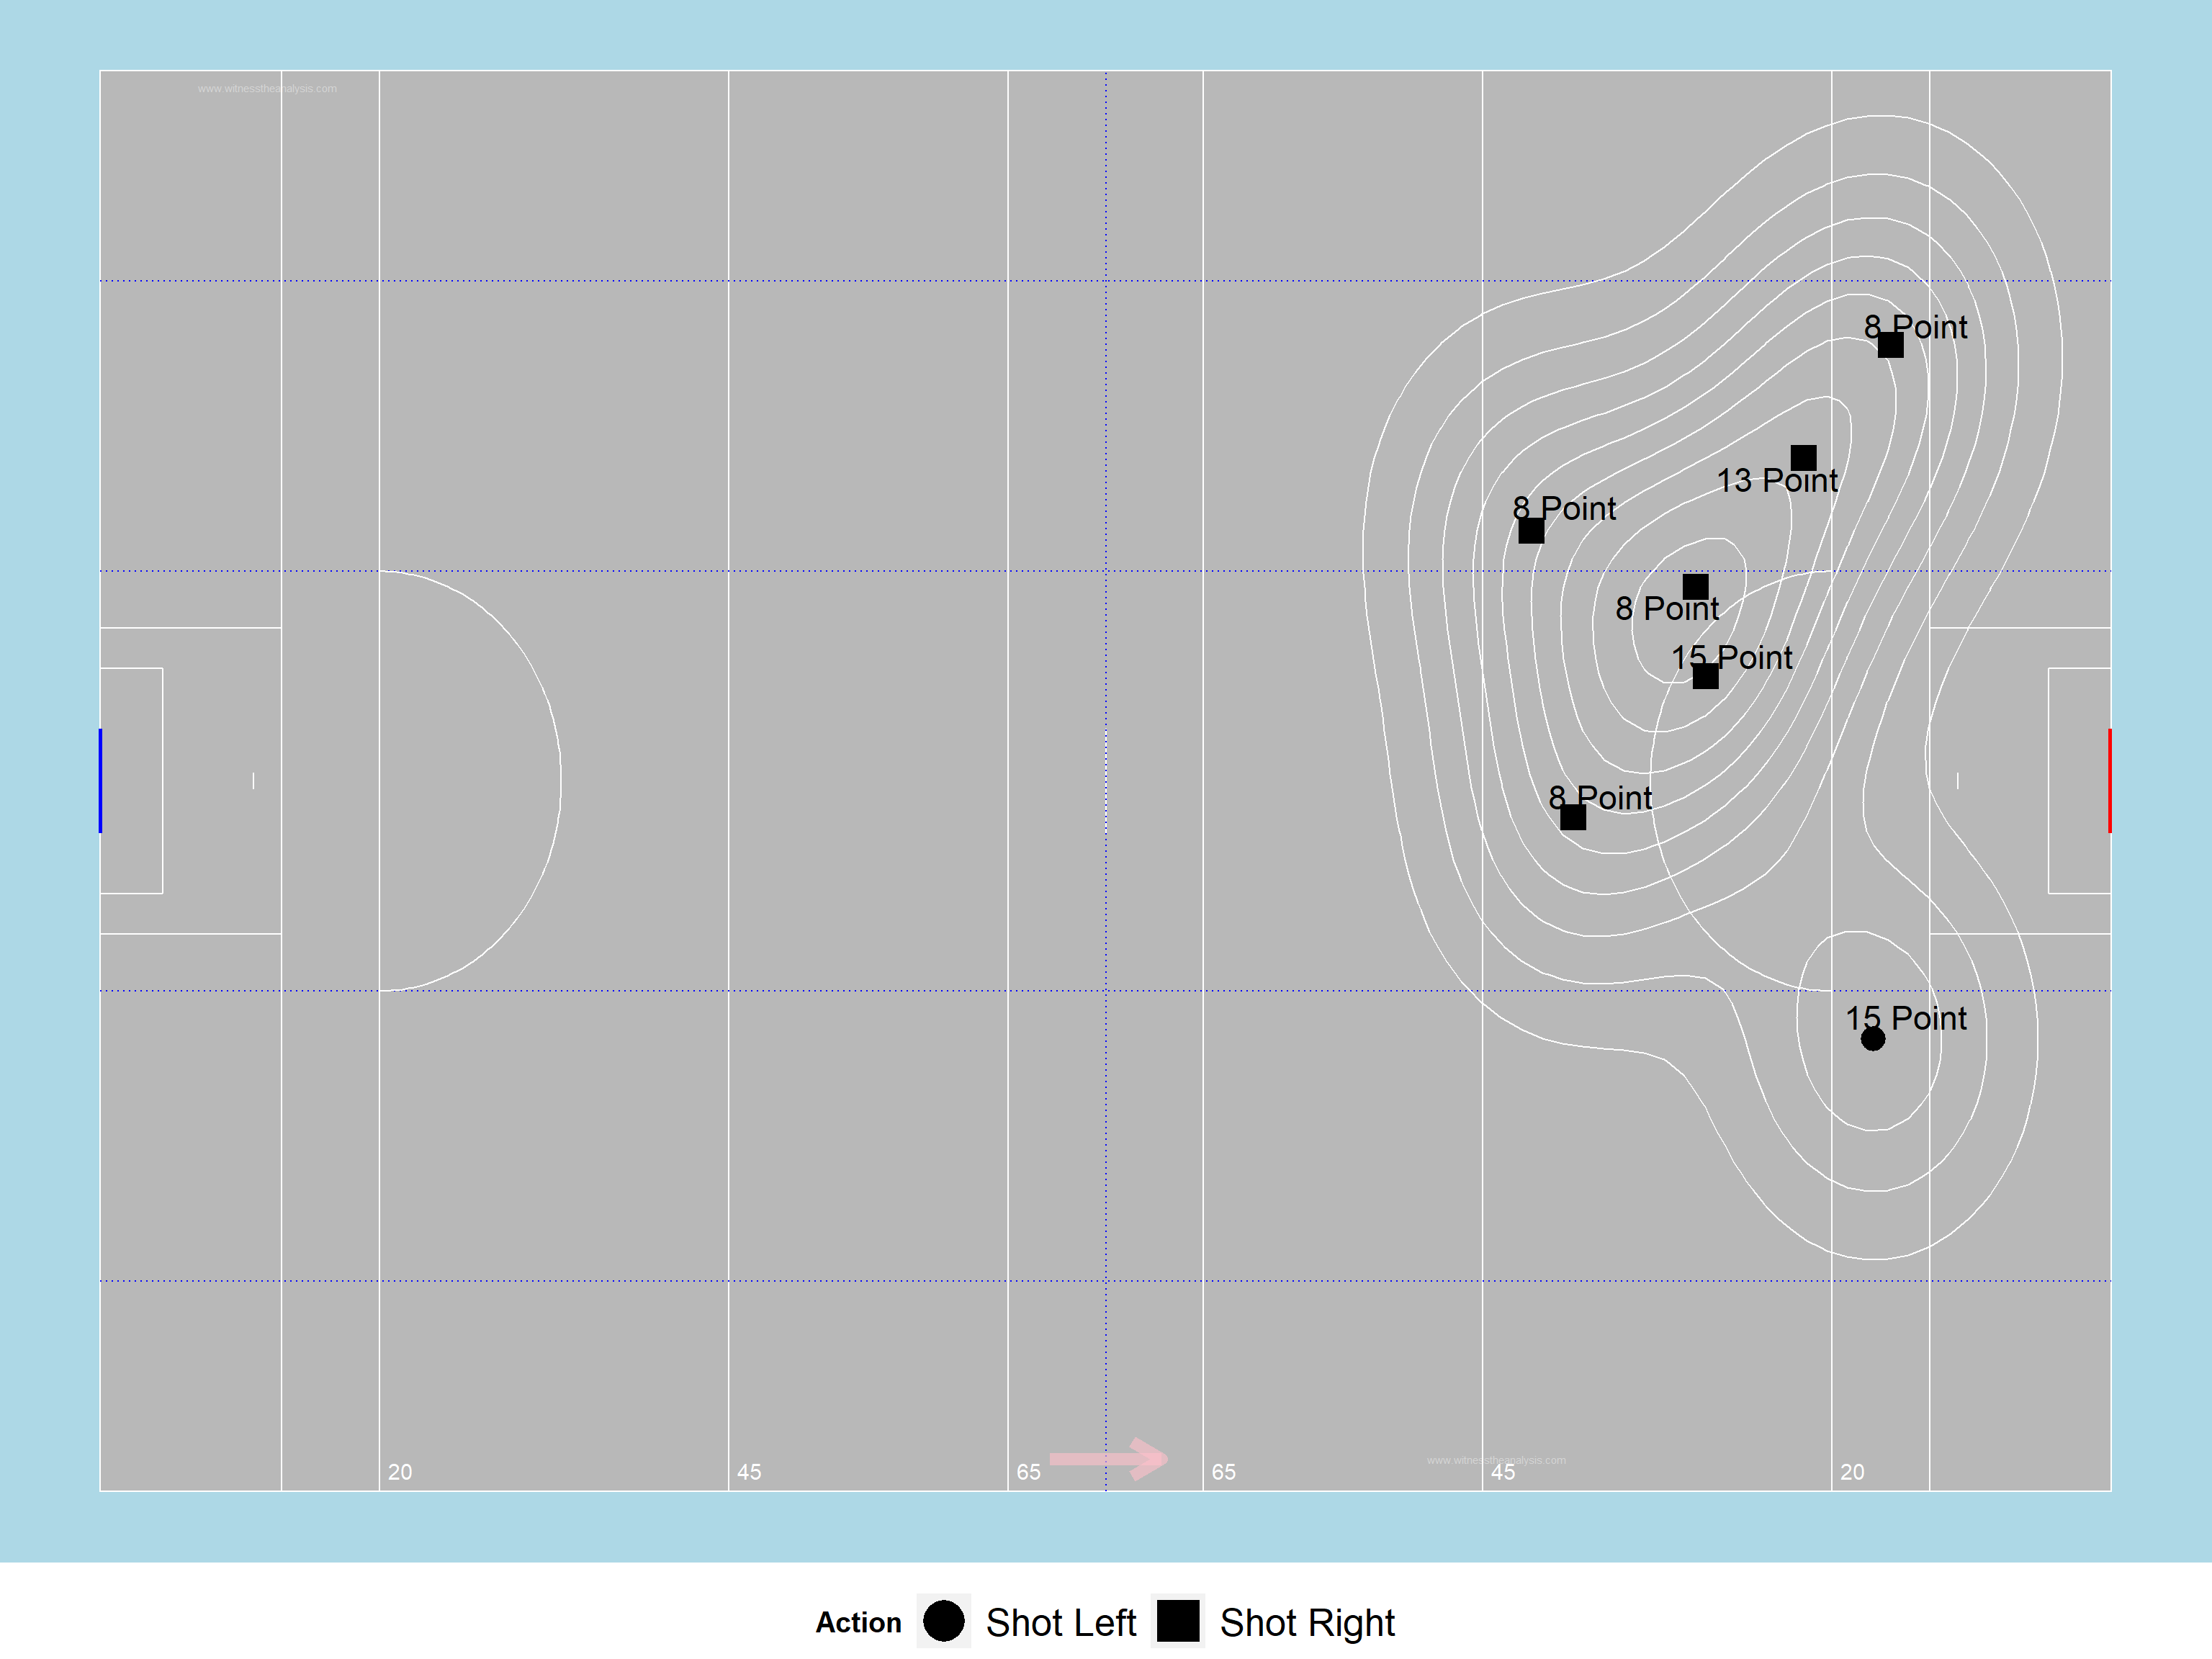 www.witnesstheanalysis.com
8 Point
13 Point
8 Point
8 Point
15 Point
8 Point
15 Point
www.witnesstheanalysis.com
20
45
65
65
45
20
Action
Shot Left
Shot Right